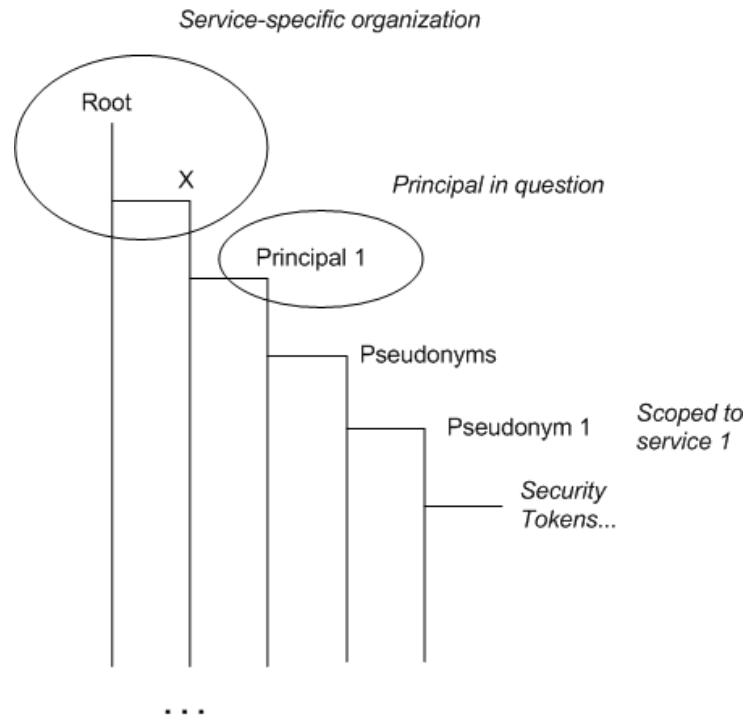 Service-specific organization
Root
X
Principal in question
Principal 1
Pseudonyms
Pseudonym 1
Scoped to
service 1
Security
Tokens...
...